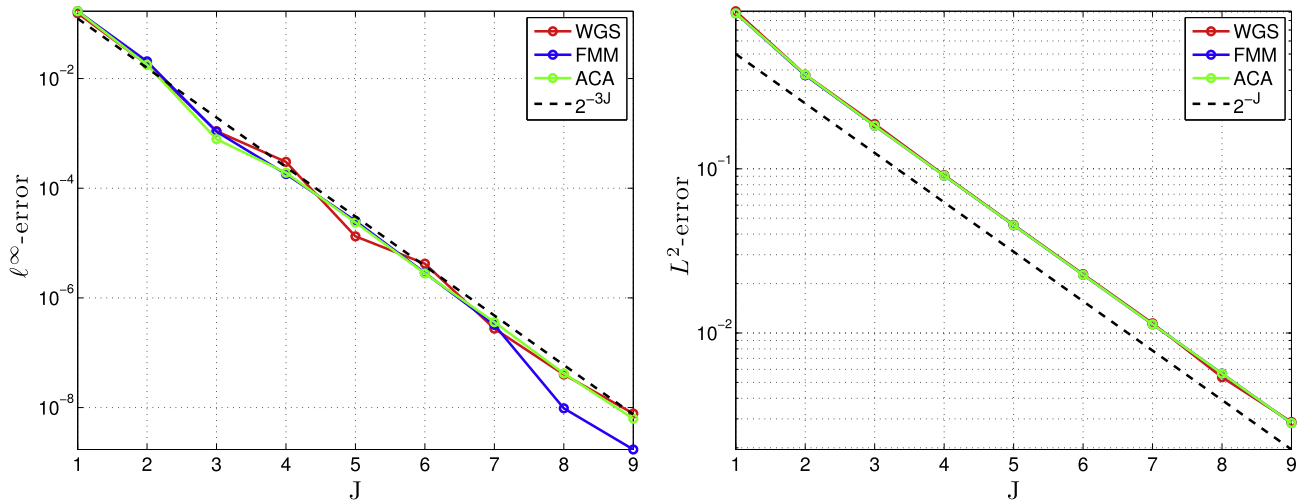 WGS
FMM
ACA
2^{-3J}
10^{-2}
10^{-4}
10^{-6}
10^{-8}
ℓ^∞-error
1 2 3 4 5 6 7 8 9
J
WGS
FMM
ACA
2^{-J}
10^{-1}
10^{-2}
L^2-error
1 2 3 4 5 6 7 8 9
J